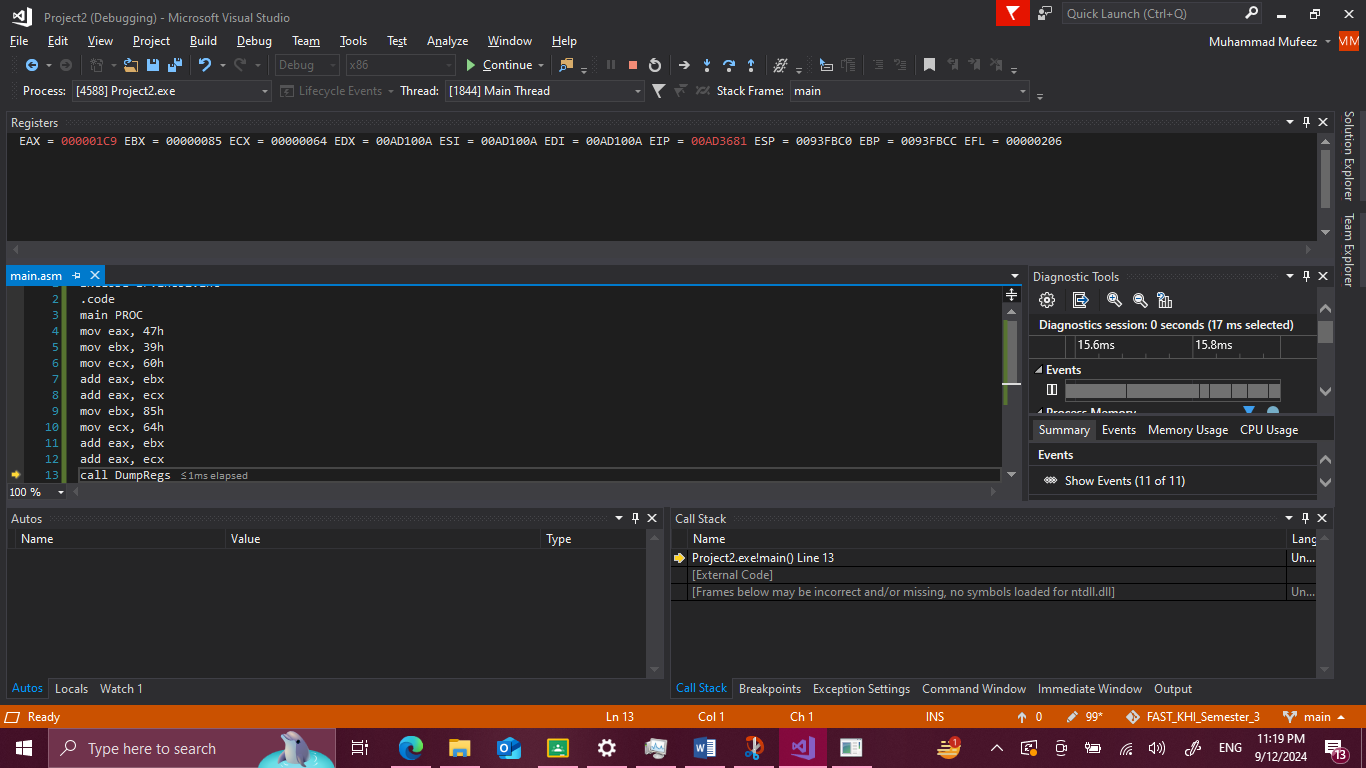 Project2 (Debugging) - Microsoft Visual Studio
Quick Launch (Ctrl+Q)
File Edit View Project Build Debug Team Tools Test Analyze Window Help
Muhammad Mufeez MM
Debug x86 Continue
Process: [4588] Project2.exe Lifecycle Events Thread: [1844] Main Thread Stack Frame: main
Registers
EAX = 000001C9 EBX = 00000085 ECX = 00000064 EDX = 00AD100A ESI = 00AD100A EDI = 00AD100A EIP = 00AD3681 ESP = 0093FBC0 EBP = 0093FBCC EFL = 00000206
Solution Explorer
Team Explorer
main.asm
2 .code
3 main PROC
4 mov eax, 47h
5 mov ebx, 39h
6 mov ecx, 60h
7 add eax, ebx
8 add eax, ecx
9 mov ebx, 85h
10 mov ecx, 64h
11 add eax, ebx
12 add eax, ecx
13 call DumpRegs ≤1ms elapsed
100 %
Diagnostic Tools
Diagnostics session: 0 seconds (17 ms selected)
15.6ms 15.8ms
Events
Process Memory
Summary Events Memory Usage CPU Usage
Events
Show Events (11 of 11)
Autos
Name Value Type
Autos Locals Watch 1
Call Stack
Name Lang
Project2.exe!main() Line 13 Un...
[External Code]
[Frames below may be incorrect and/or missing, no symbols loaded for ntdll.dll] Un...
Call Stack Breakpoints Exception Settings Command Window Immediate Window Output
Ready Ln 13 Col 1 Ch 1 INS 0 99* FAST_KHI_Semester_3 main
Type here to search
1
ENG
11:19 PM
9/12/2024
13